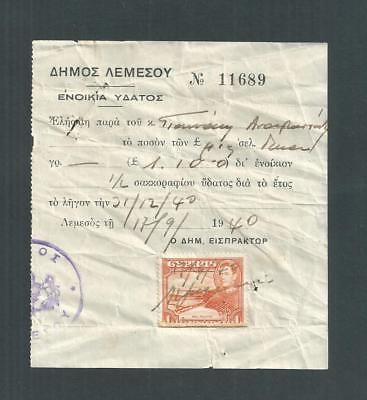 ΔΗΜΟΣ ΛΕΜΕΣΟΥ
№ 11689
ΕΝΟΙΚΙΑ ΥΔΑΤΟΣ
Ἐλήφθη παρὰ τοῦ κ.
τὸ ποσὸν τῶν £ μία σελ.
γρ. — (£ 1.10.0 ) δι' ἐνοίκιον
1/2 σακκοραφίου ὕδατος διὰ τὸ ἔτος
τὸ λῆγον τὴν 31/12/40
Λεμεσὸς τῇ 17/9/ 1940
Ο ΔΗΜ. ΕΙΣΠΡΑΚΤΩΡ
CYPRUS